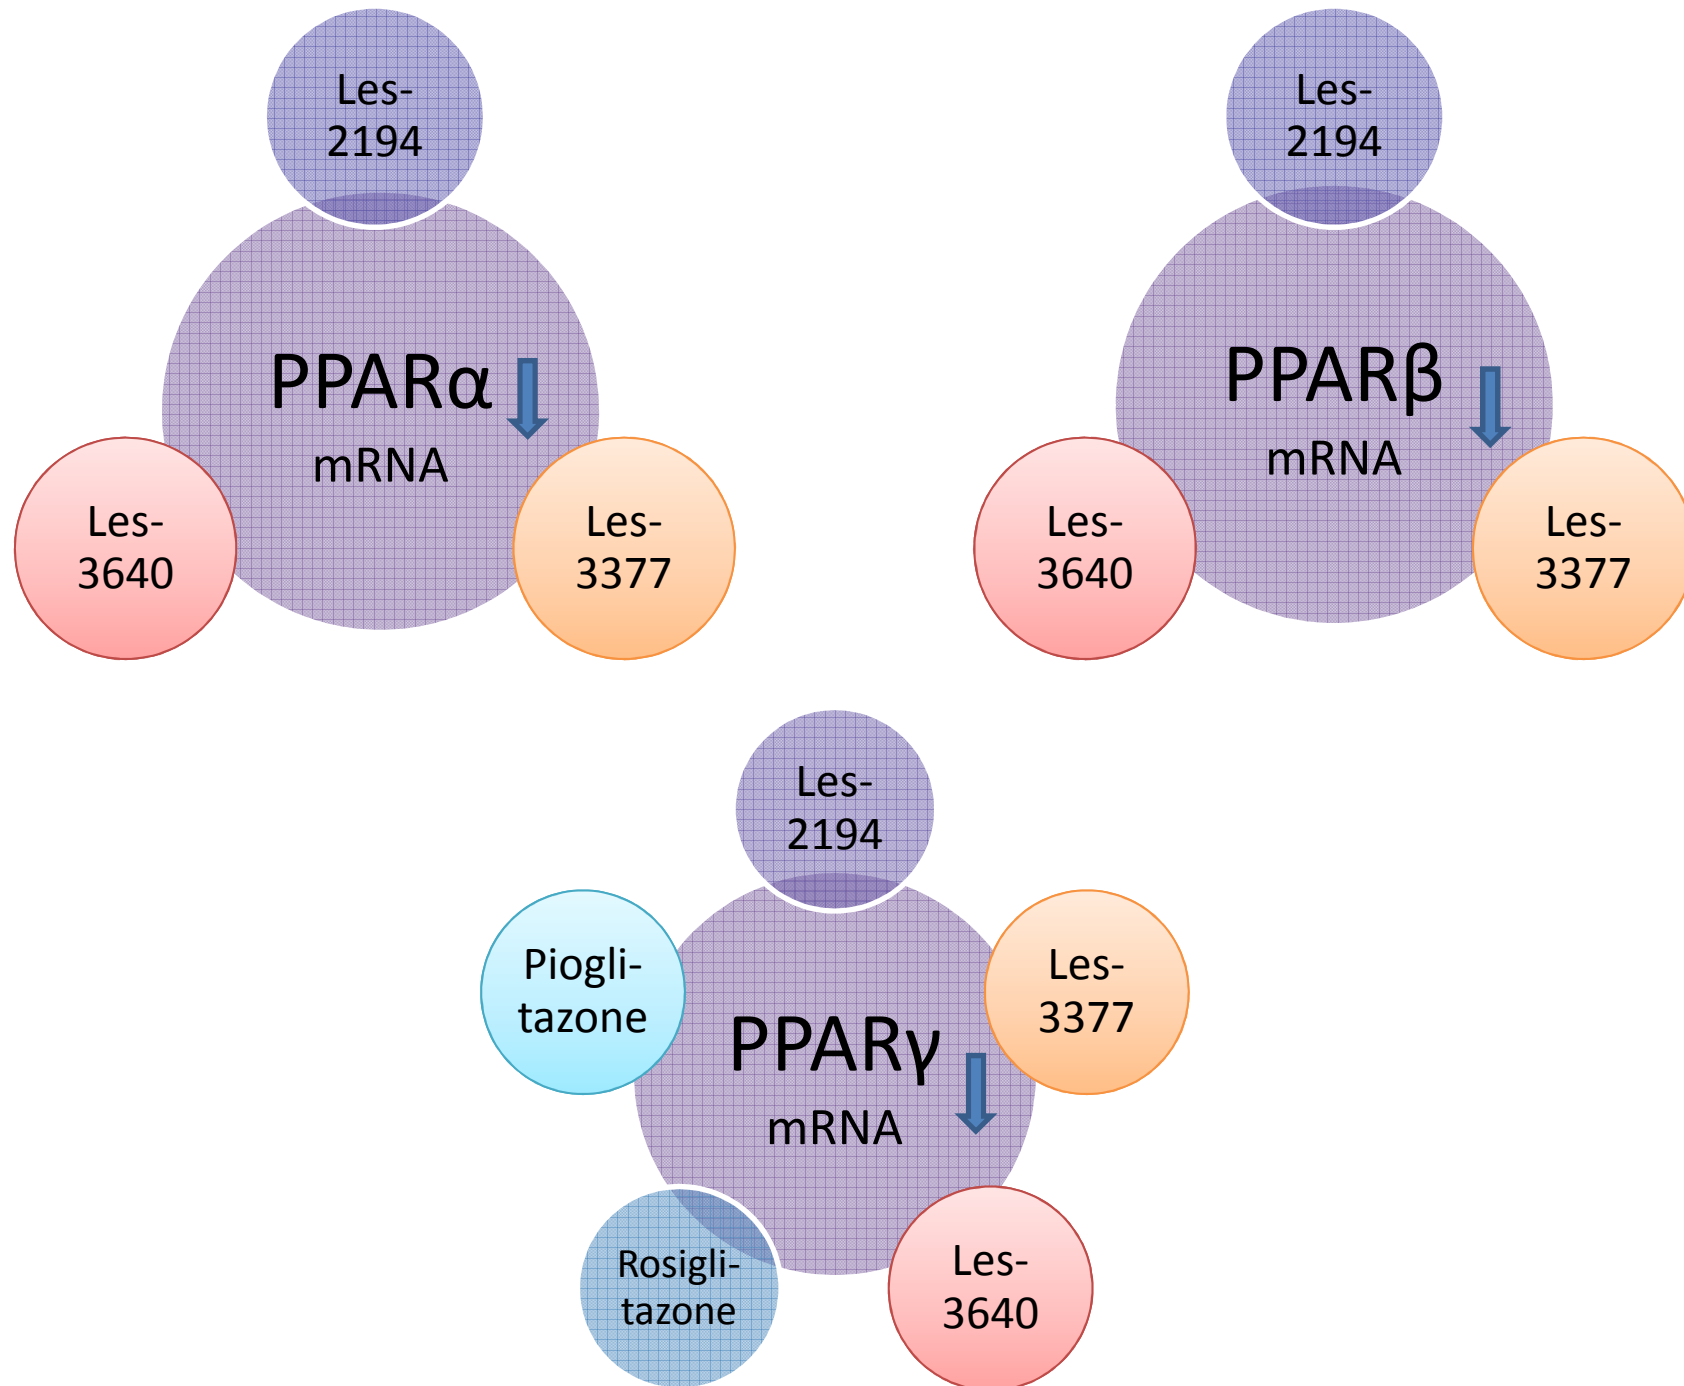 Les-
2194
PPARα
mRNA
Les-
3640
Les-
3377
Les-
2194
PPARβ
mRNA
Les-
3640
Les-
3377
Les-
2194
Piogli-
tazone
Les-
3377
PPARγ
mRNA
Rosigli-
tazone
Les-
3640